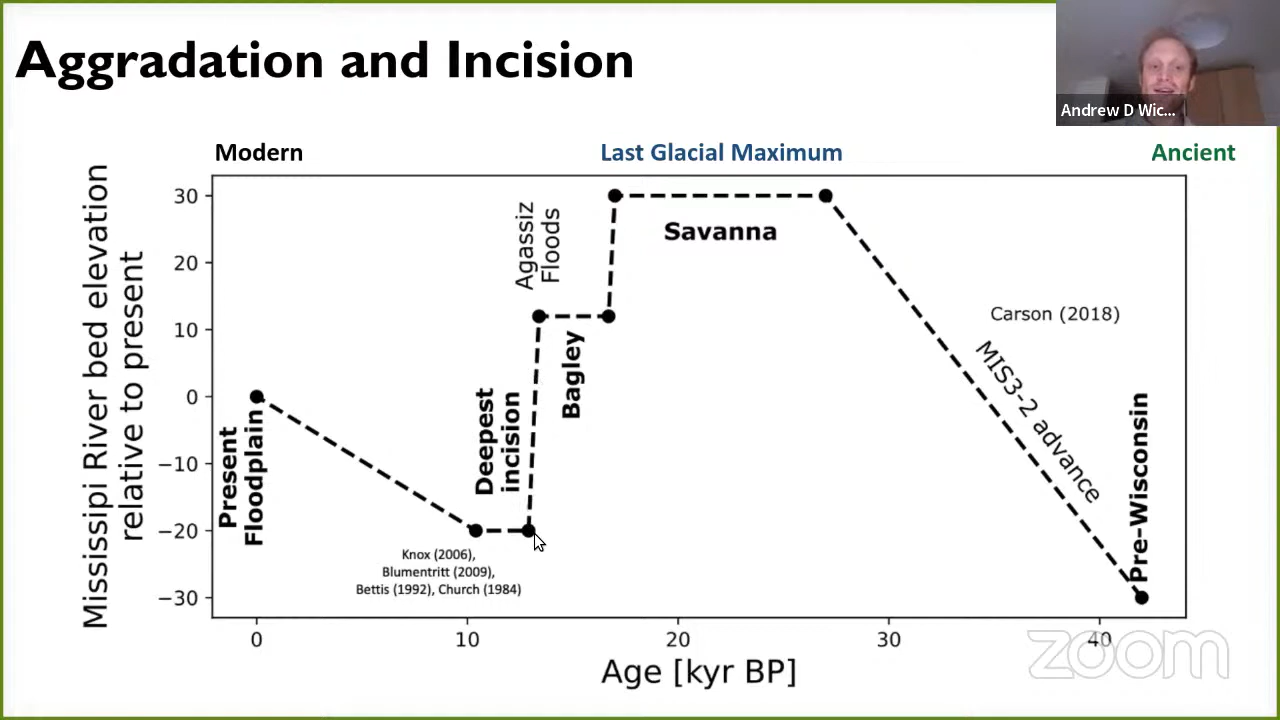 Aggradation and Incision
Andrew D Wic...
Modern
Last Glacial Maximum
Ancient
Mississipi River bed elevation
relative to present
30
20
10
0
−10
−20
−30
Present
Floodplain
Deepest
incision
Agassiz
Floods
Bagley
Savanna
Carson (2018)
MIS3-2 advance
Pre-Wisconsin
Knox (2006),
Blumentritt (2009),
Bettis (1992), Church (1984)
0
10
20
30
40
Age [kyr BP]
zoom